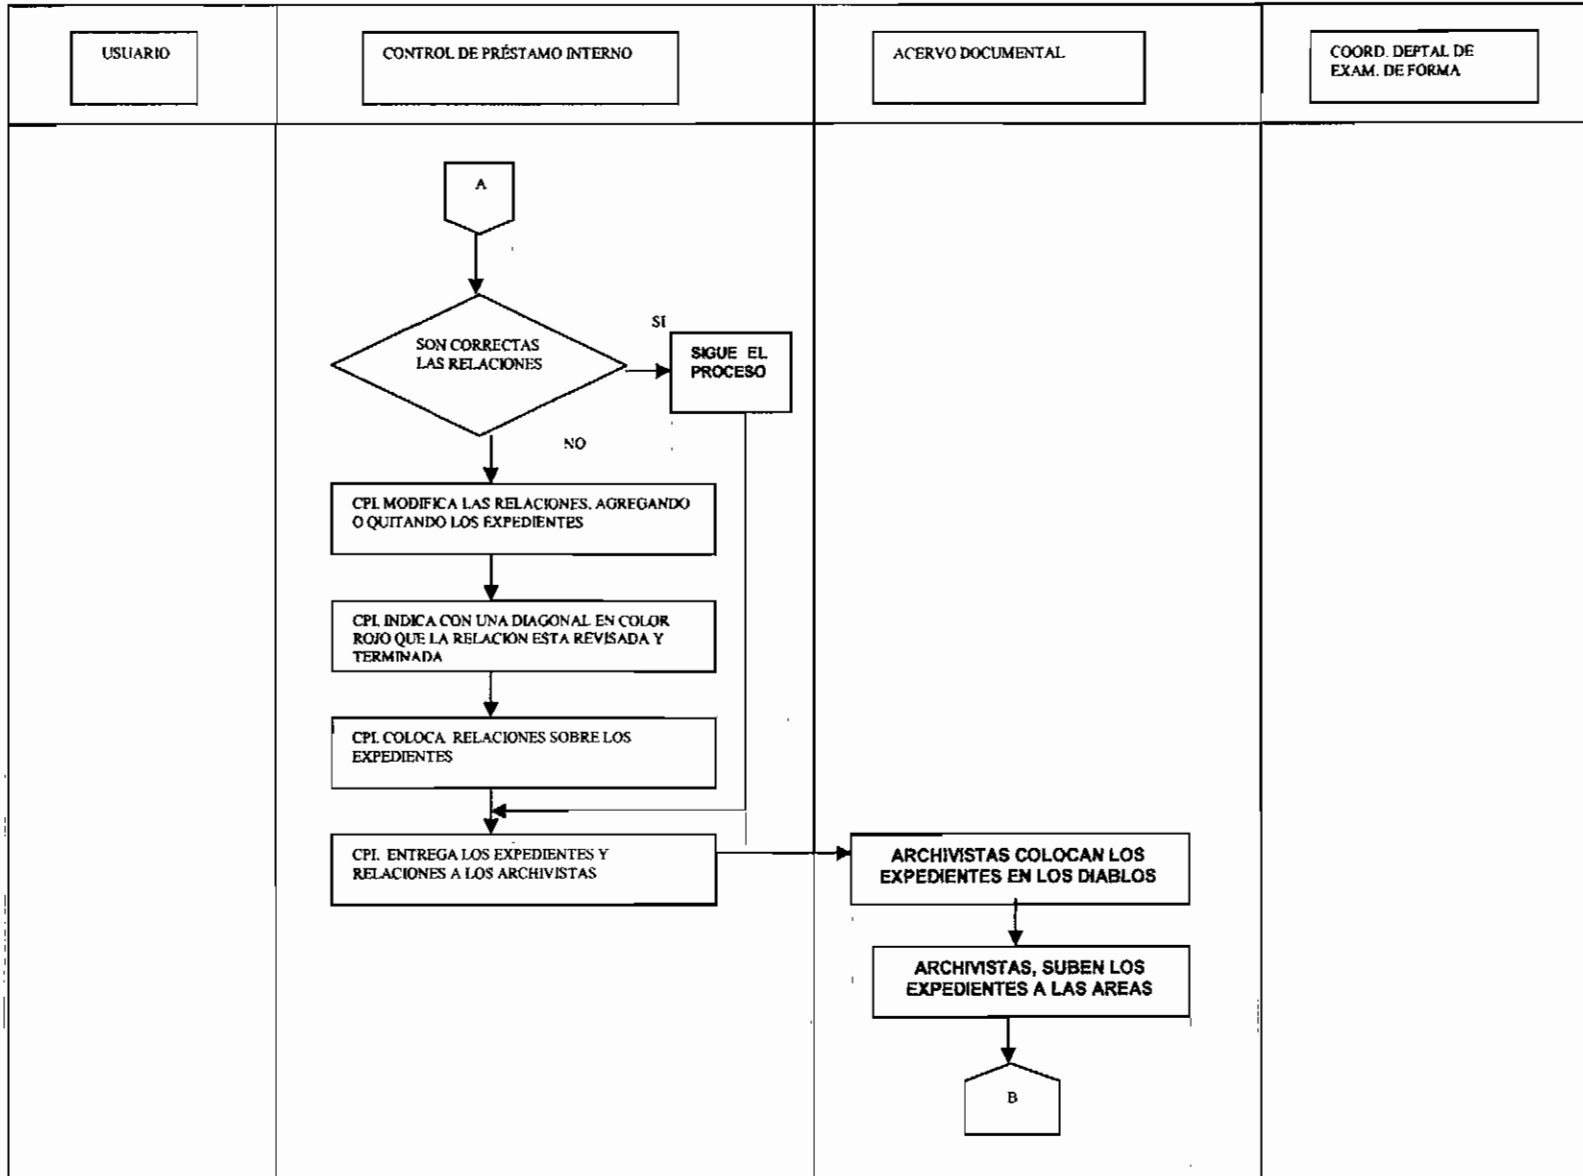 USUARIO
CONTROL DE PRÉSTAMO INTERNO
ACERVO DOCUMENTAL
COORD. DEPTAL DE
EXAM. DE FORMA
A
SON CORRECTAS
LAS RELACIONES
SI
SIGUE EL
PROCESO
NO
CPI. MODIFICA LAS RELACIONES, AGREGANDO
O QUITANDO LOS EXPEDIENTES
CPI. INDICA CON UNA DIAGONAL EN COLOR
ROJO QUE LA RELACION ESTA REVISADA Y
TERMINADA
CPI. COLOCA RELACIONES SOBRE LOS
EXPEDIENTES
CPI. ENTREGA LOS EXPEDIENTES Y
RELACIONES A LOS ARCHIVISTAS
ARCHIVISTAS COLOCAN LOS
EXPEDIENTES EN LOS DIABLOS
ARCHIVISTAS, SUBEN LOS
EXPEDIENTES A LAS AREAS
B